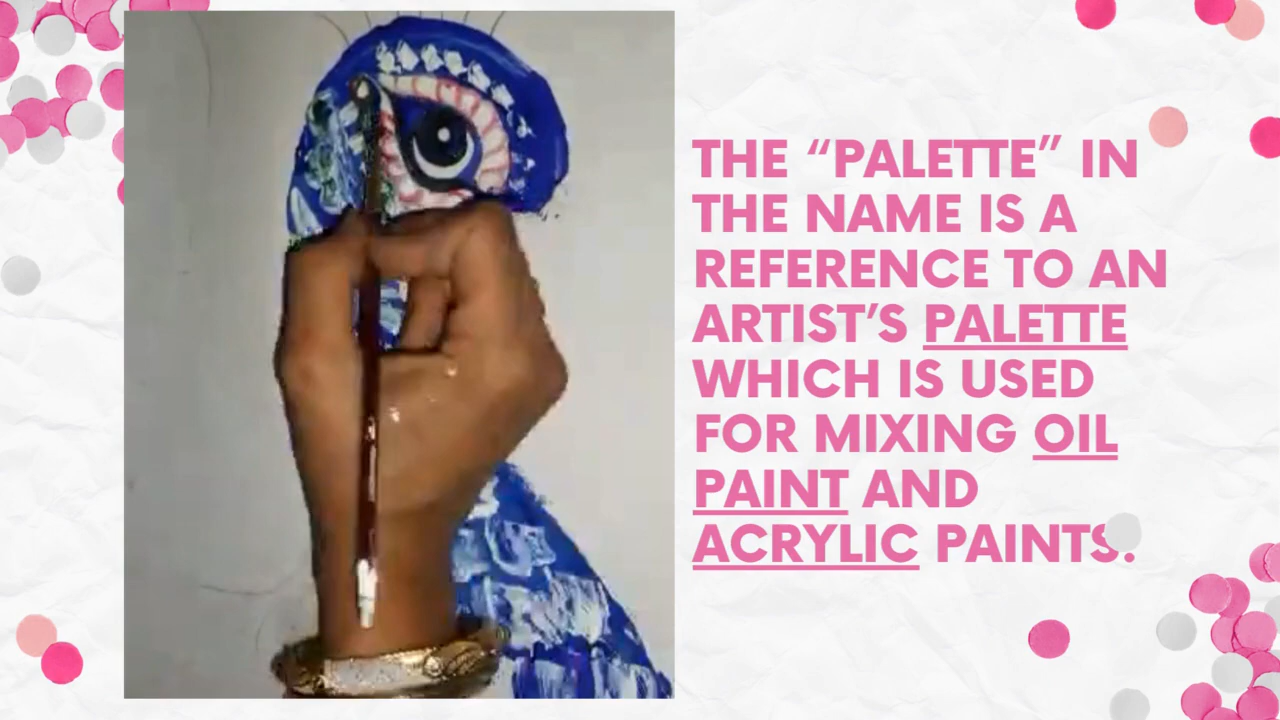 THE “PALETTE” IN
THE NAME IS A
REFERENCE TO AN
ARTIST’S PALETTE
WHICH IS USED
FOR MIXING OIL
PAINT AND
ACRYLIC PAINTS.